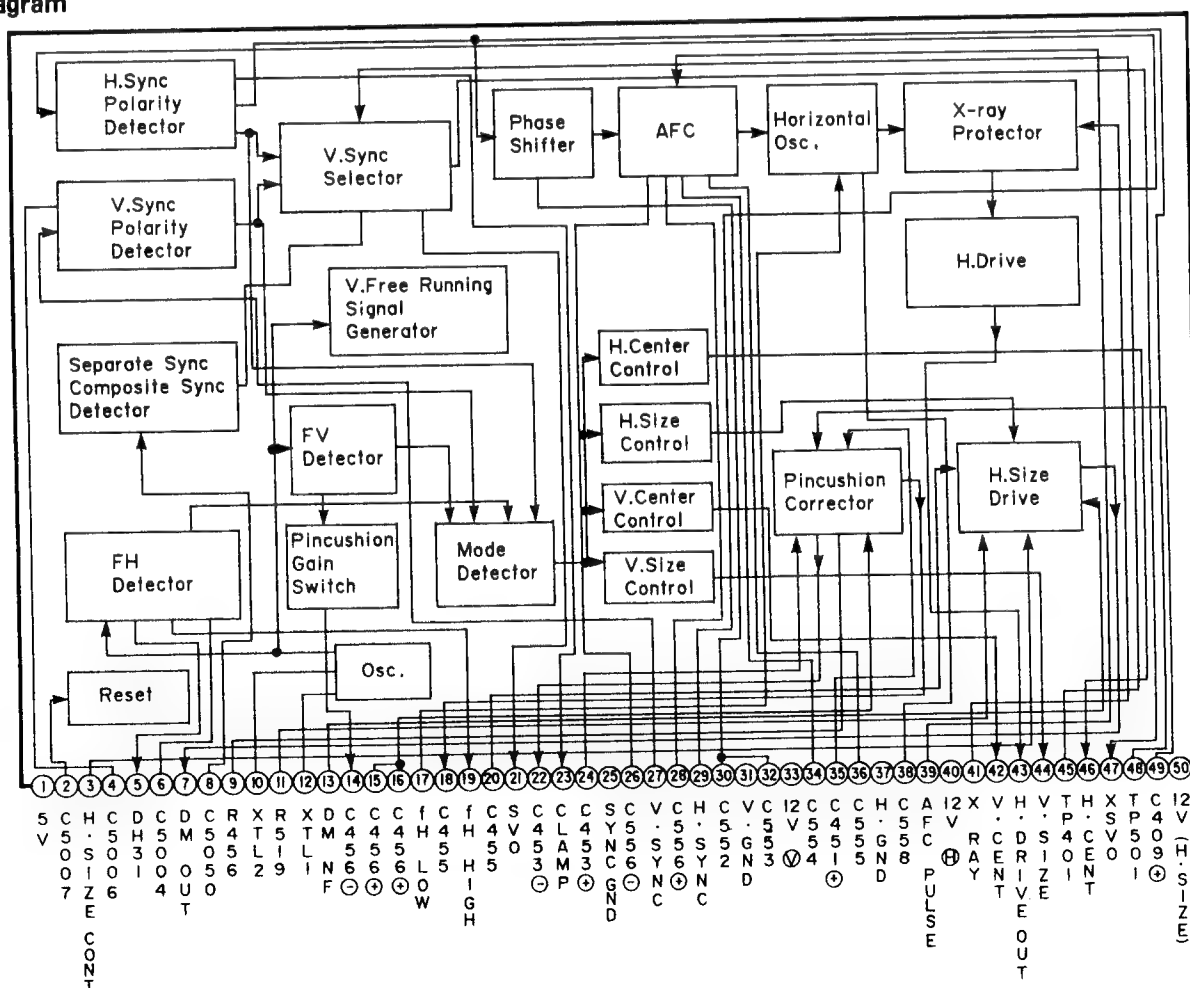 agram
H.Sync
Polarity
Detector
V.Sync
Polarity
Detector
V.Sync
Selector
Phase
Shifter
AFC
Horizontal
Osc.
X-ray
Protector
H.Drive
V.Free Running
Signal
Generator
Separate Sync
Composite Sync
Detector
FV
Detector
H.Center
Control
H.Size
Control
V.Center
Control
V.Size
Control
Pincushion
Corrector
H.Size
Drive
FH
Detector
Pincushion
Gain
Switch
Mode
Detector
Reset
Osc.
1 2 3 4 5 6 7 8 9 10 11 12 13 14 15 16 17 18 19 20 21 22 23 24 25 26 27 28 29 30 31 32 33 34 35 36 37 38 39 40 41 42 43 44 45 46 47 48 49 50
5V
C5007
H·SIZE CONT
C5006
DH31
C5004
DM OUT
C5050
R456
XTL2
R519
XTL1
DM NF
C456⊖
C456⊕
C456⊕
fH LOW
C455
fH HIGH
C455
SVO
C453⊖
CLAMP
C453⊕
SYNC GND
C556⊖
V·SYNC
C556⊕
H·SYNC
C552
V·GND
C553
12V Ⓥ
C554
C451⊕
C555
H·GND
C558
AFC PULSE
12V Ⓗ
X RAY
V·CENT
H·DRIVE OUT
V·SIZE
TP401
H·CENT
XSVO
TP501
C409⊕
12V (H·SIZE)